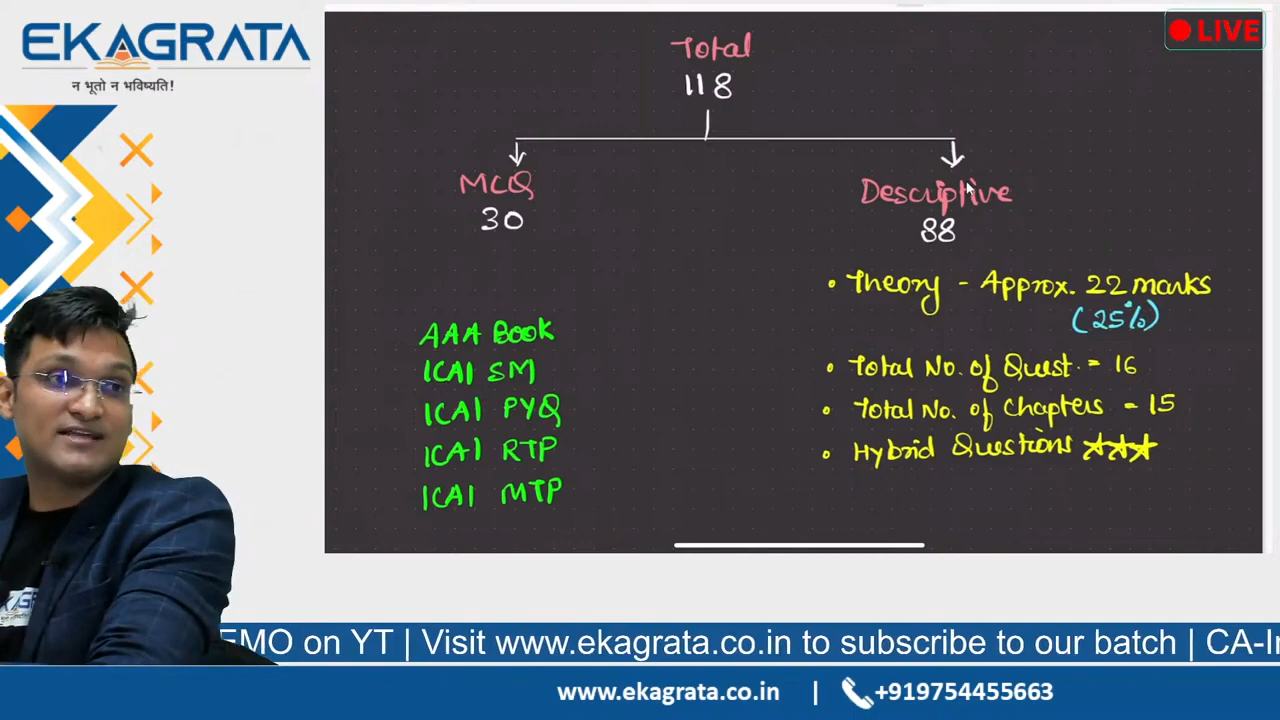 EKAGRATA
न भूतो न भविष्यति!
LIVE
Total
118
MCQ
30
Descriptive
88
• Theory - Approx. 22 marks
(25%)
• Total No. of Quest. = 16
• Total No. of Chapters = 15
• Hybrid Questions ★★★
AAA Book
ICAI SM
ICAI PYQ
ICAI RTP
ICAI MTP
EMO on YT | Visit www.ekagrata.co.in to subscribe to our batch | CA-In
www.ekagrata.co.in | +919754455663